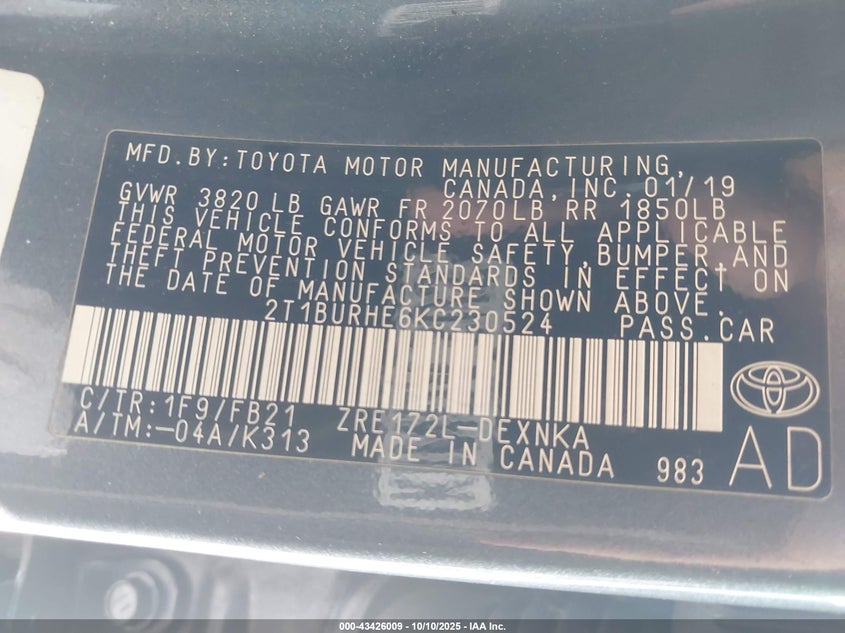 MFD.BY:TOYOTA MOTOR MANUFACTURING,
CANADA,INC.01/19
GVWR 3820 LB GAWR FR 2070LB RR 1850LB
THIS VEHICLE CONFORMS TO ALL APPLICABLE
FEDERAL MOTOR VEHICLE SAFETY,BUMPER,AND
THEFT PREVENTION STANDARDS IN EFFECT ON
THE DATE OF MANUFACTURE SHOWN ABOVE.
2T1BURHE6KC230524 PASS.CAR
C/TR:1F9/FB21 ZRE172L-DEXNKA
A/TM:-04A/K313 MADE IN CANADA 983 AD
000-43426009 - 10/10/2025 - IAA Inc.